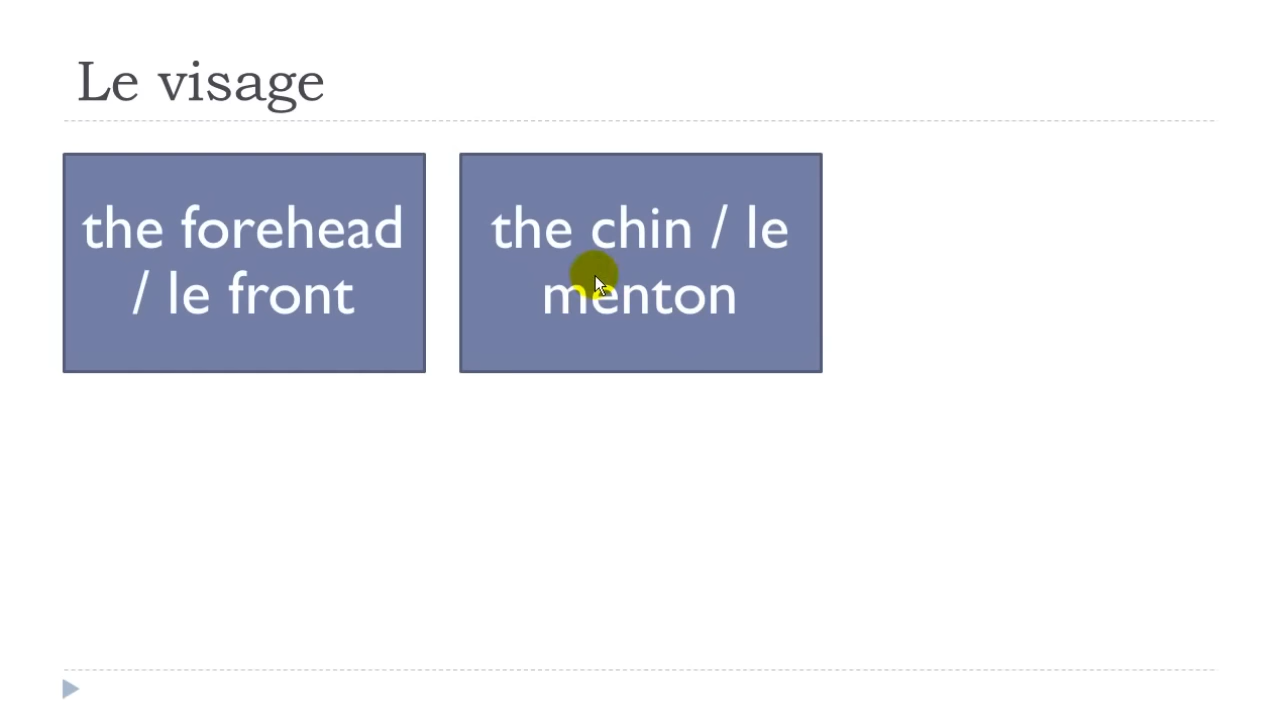 Le visage
the forehead
/ le front
the chin / le
menton